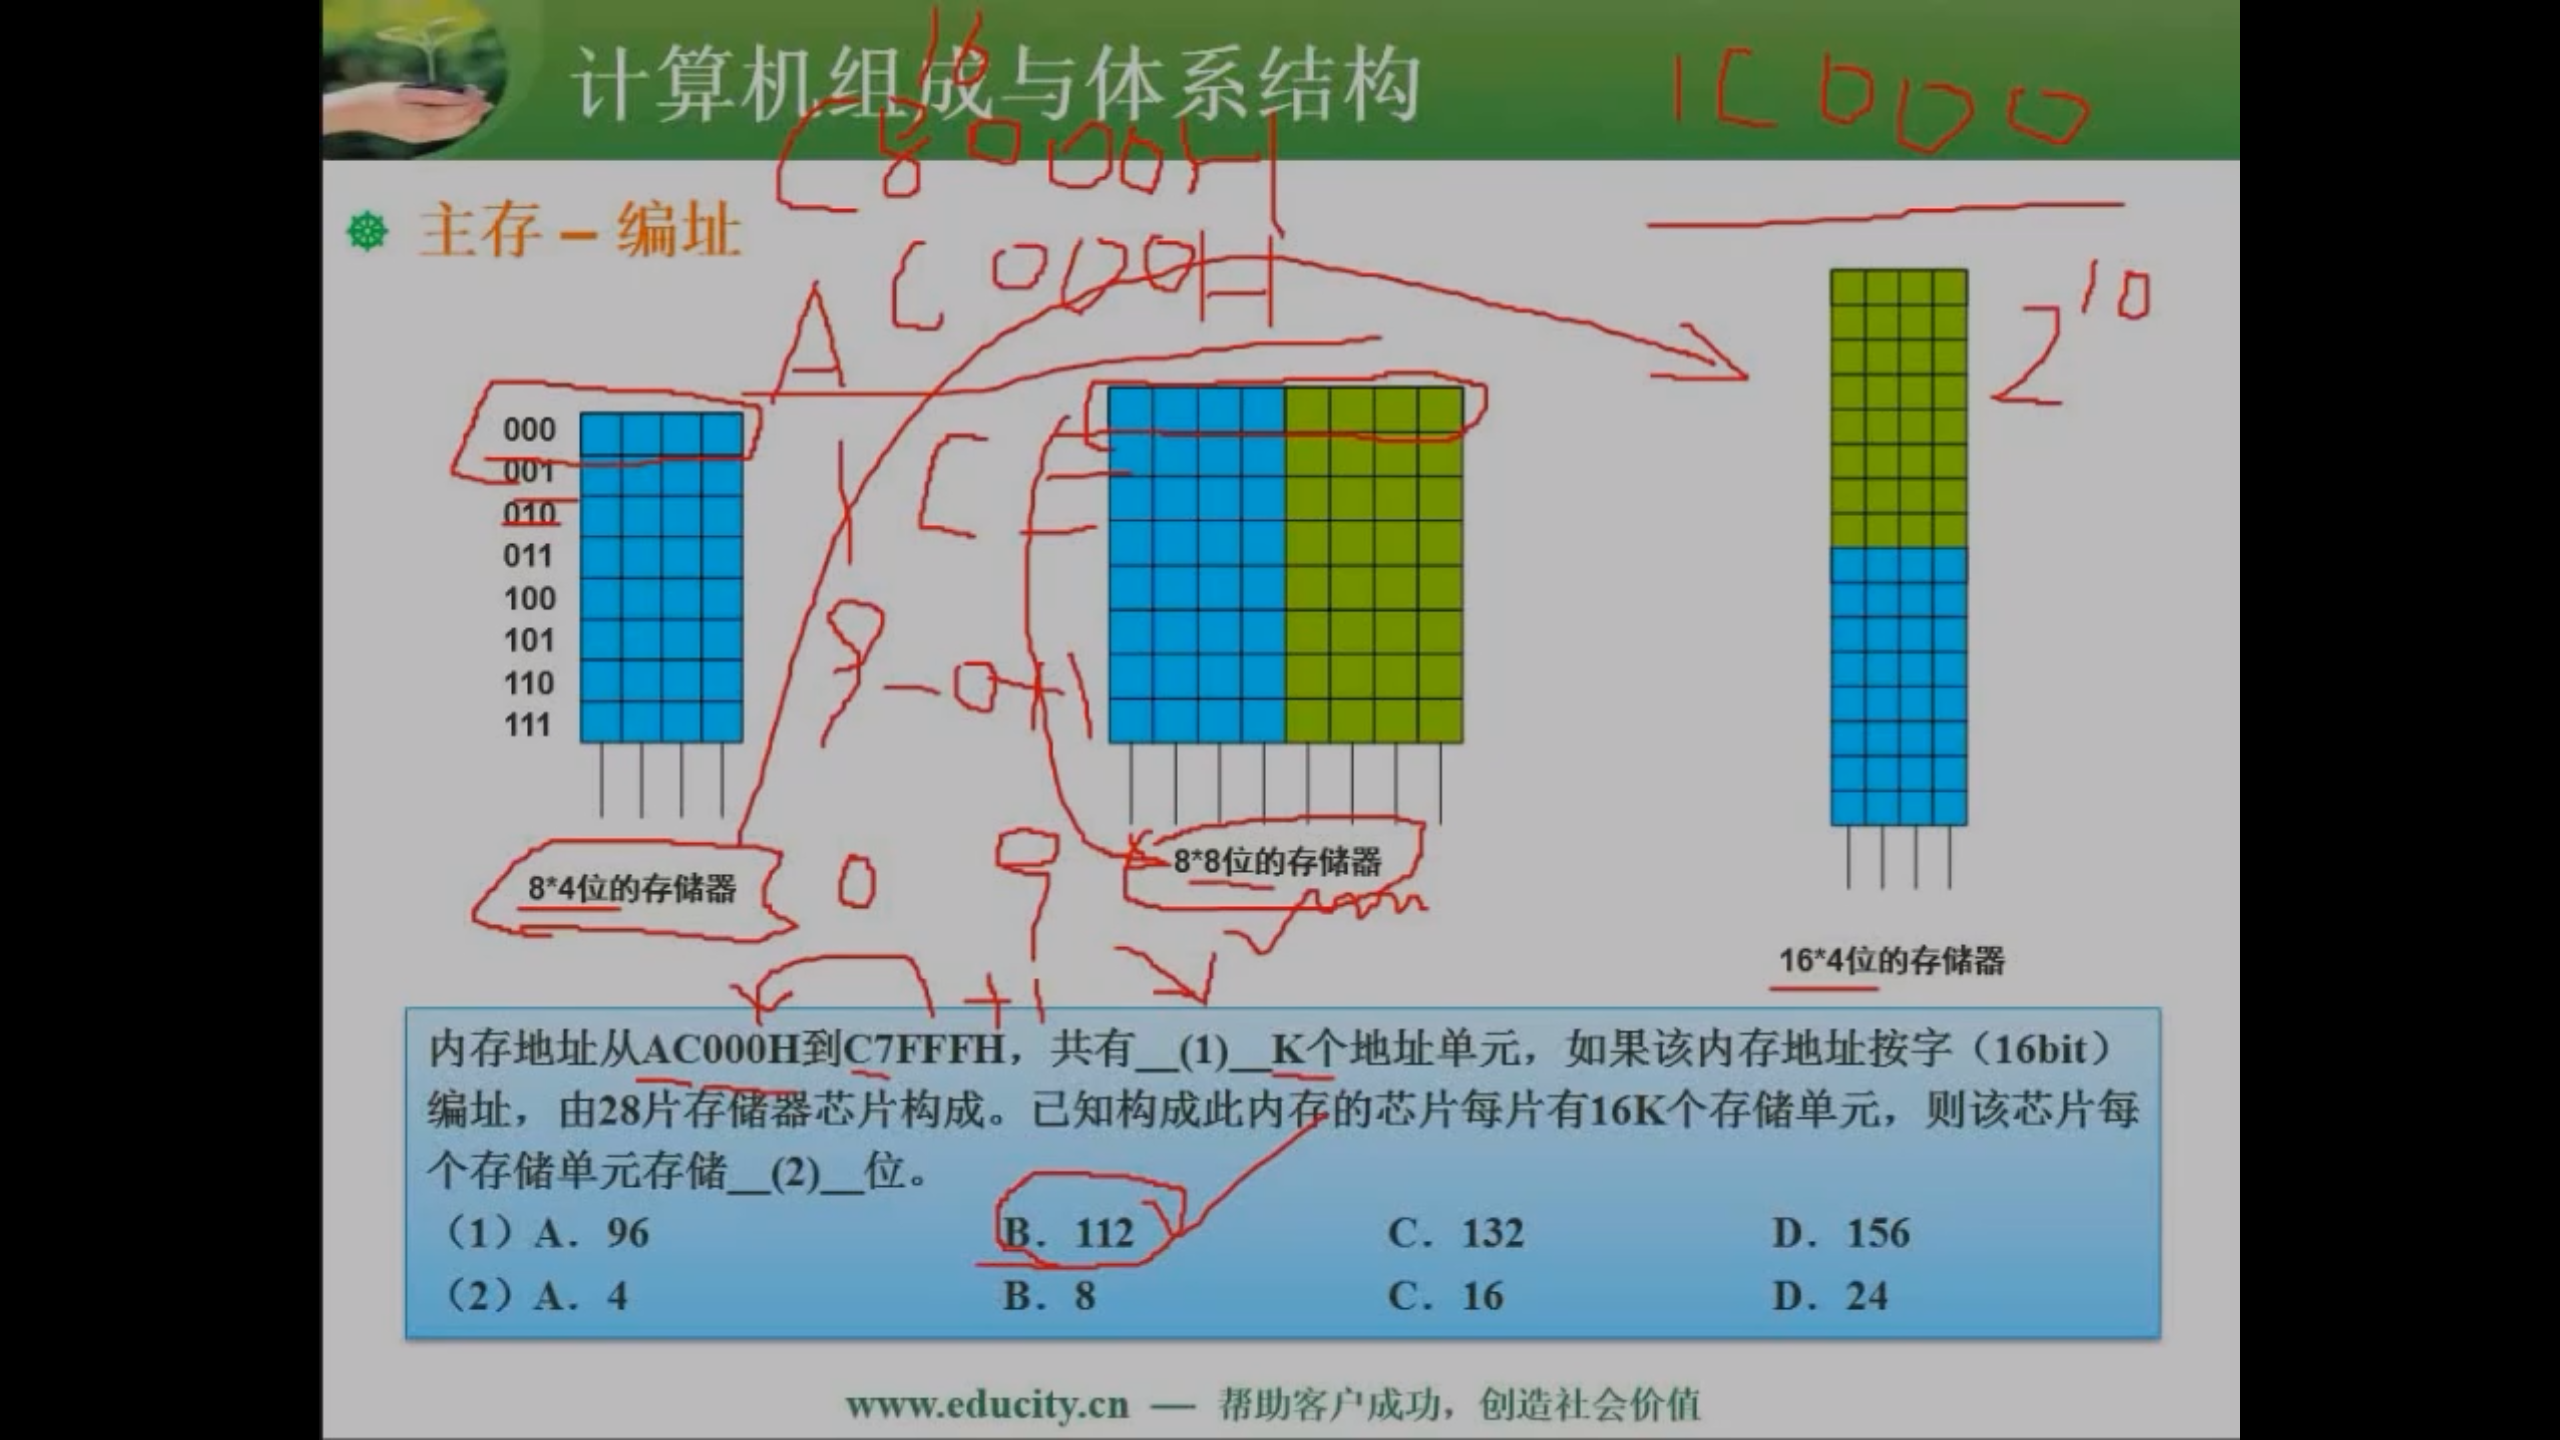 计算机组成与体系结构
16
1C000
C8000H
主存－编址
AC000H
2^10
000
001
010
011
100
101
110
111
C
9-0+1
8*4位的存储器
0
9
8*8位的存储器
+1
16*4位的存储器
内存地址从AC000H到C7FFFH，共有__(1)__K个地址单元，如果该内存地址按字（16bit）
编址，由28片存储器芯片构成。已知构成此内存的芯片每片有16K个存储单元，则该芯片每
个存储单元存储__(2)__位。
（1）A．96 B．112 C．132 D．156
（2）A．4 B．8 C．16 D．24
www.educity.cn — 帮助客户成功，创造社会价值